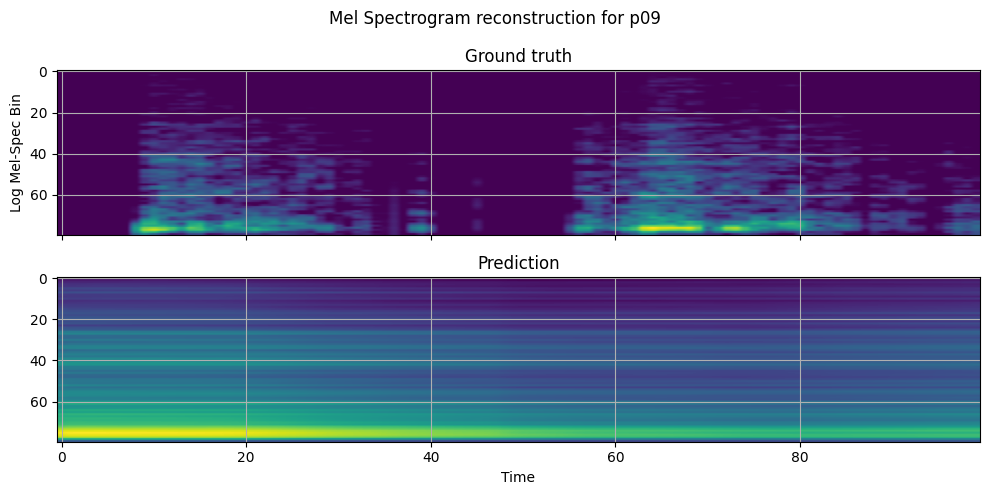 Mel Spectrogram reconstruction for p09
Ground truth
0
20
40
60
Log Mel-Spec Bin
Prediction
0
20
40
60
0 20 40 60 80
Time